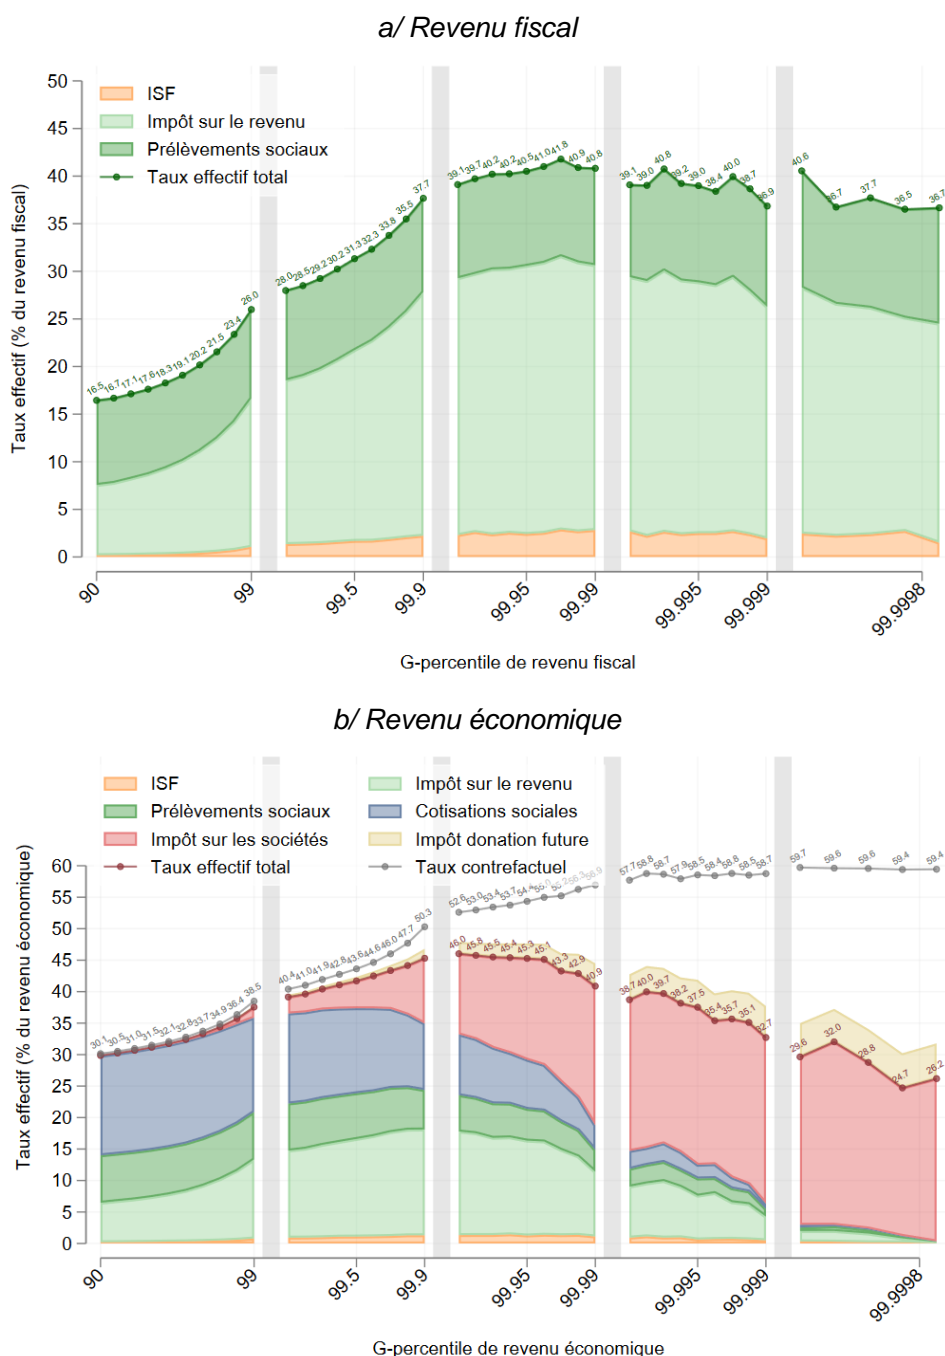 a/ Revenu fiscal
50
45
40
35
30
25
20
15
10
5
0
Taux effectif (% du revenu fiscal)
ISF
Impôt sur le revenu
Prélèvements sociaux
Taux effectif total
16.5 16.7 17.1 17.6 18.3 19.1 20.2 21.5 23.4 26.0
28.0 28.5 29.2 30.2 31.3 32.3 33.8 35.5 37.7
39.1 39.7 40.2 40.2 40.5 41.0 41.8 40.9 40.8
39.1 39.0 40.8 39.2 39.0 38.4 40.0 38.7 36.9
40.6 36.7 37.7 36.5 36.7
90 99 99.5 99.9 99.95 99.99 99.995 99.999 99.9998
G-percentile de revenu fiscal
b/ Revenu économique
ISF
Impôt sur le revenu
Prélèvements sociaux
Cotisations sociales
Impôt sur les sociétés
Impôt donation future
Taux effectif total
Taux contrefactuel
60
55
50
45
40
35
30
25
20
15
10
5
0
Taux effectif (% du revenu économique)
30.1 30.5 31.0 31.5 32.1 32.8 33.7 34.9 36.4 38.5
40.4 41.0 41.9 42.8 43.6 44.6 46.0 47.7 50.3
52.6 53.0 53.4 53.7 54.4 55.0 55.2 56.3 56.9
57.7 58.8 58.7 57.9 58.5 58.4 58.8 58.5 58.7
59.7 59.6 59.6 59.4 59.4
46.0 45.8 45.5 45.4 45.3 45.1 43.3 42.9 40.9
38.7 40.0 39.7 38.2 37.5 35.4 35.7 35.1 32.7
29.6 32.0 28.8 24.7 26.2
90 99 99.5 99.9 99.95 99.99 99.995 99.999 99.9998
G-percentile de revenu économique